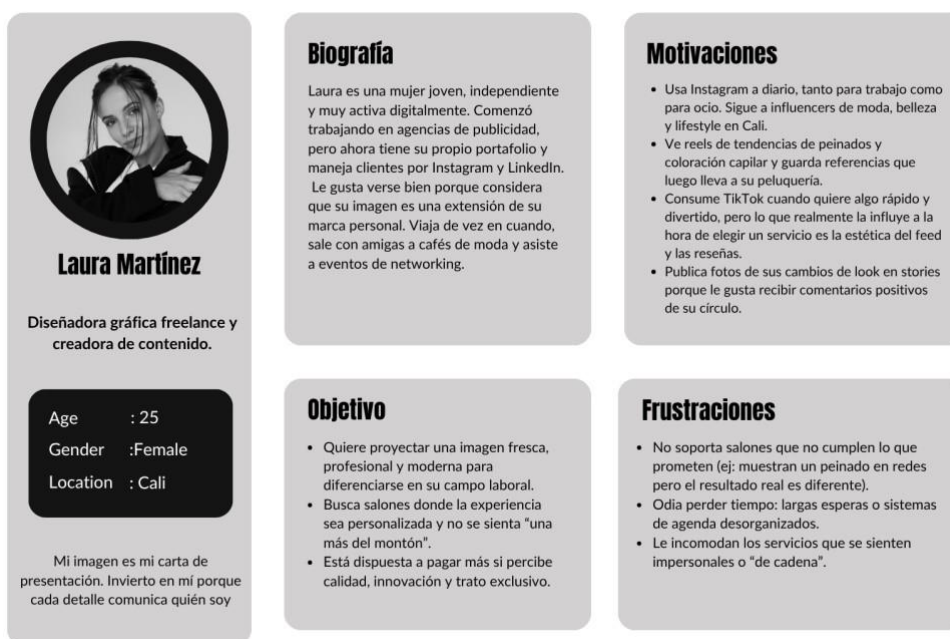 Laura Martínez
Diseñadora gráfica freelance y
creadora de contenido.
Age : 25
Gender :Female
Location : Cali
Mi imagen es mi carta de
presentación. Invierto en mí porque
cada detalle comunica quién soy
Biografía
Laura es una mujer joven, independiente
y muy activa digitalmente. Comenzó
trabajando en agencias de publicidad,
pero ahora tiene su propio portafolio y
maneja clientes por Instagram y LinkedIn.
Le gusta verse bien porque considera
que su imagen es una extensión de su
marca personal. Viaja de vez en cuando,
sale con amigas a cafés de moda y asiste
a eventos de networking.
Motivaciones
• Usa Instagram a diario, tanto para trabajo como
para ocio. Sigue a influencers de moda, belleza
y lifestyle en Cali.
• Ve reels de tendencias de peinados y
coloración capilar y guarda referencias que
luego lleva a su peluquería.
• Consume TikTok cuando quiere algo rápido y
divertido, pero lo que realmente la influye a la
hora de elegir un servicio es la estética del feed
y las reseñas.
• Publica fotos de sus cambios de look en stories
porque le gusta recibir comentarios positivos
de su círculo.
Objetivo
• Quiere proyectar una imagen fresca,
profesional y moderna para
diferenciarse en su campo laboral.
• Busca salones donde la experiencia
sea personalizada y no se sienta “una
más del montón”.
• Está dispuesta a pagar más si percibe
calidad, innovación y trato exclusivo.
Frustraciones
• No soporta salones que no cumplen lo que
prometen (ej: muestran un peinado en redes
pero el resultado real es diferente).
• Odia perder tiempo: largas esperas o sistemas
de agenda desorganizados.
• Le incomodan los servicios que se sienten
impersonales o “de cadena”.